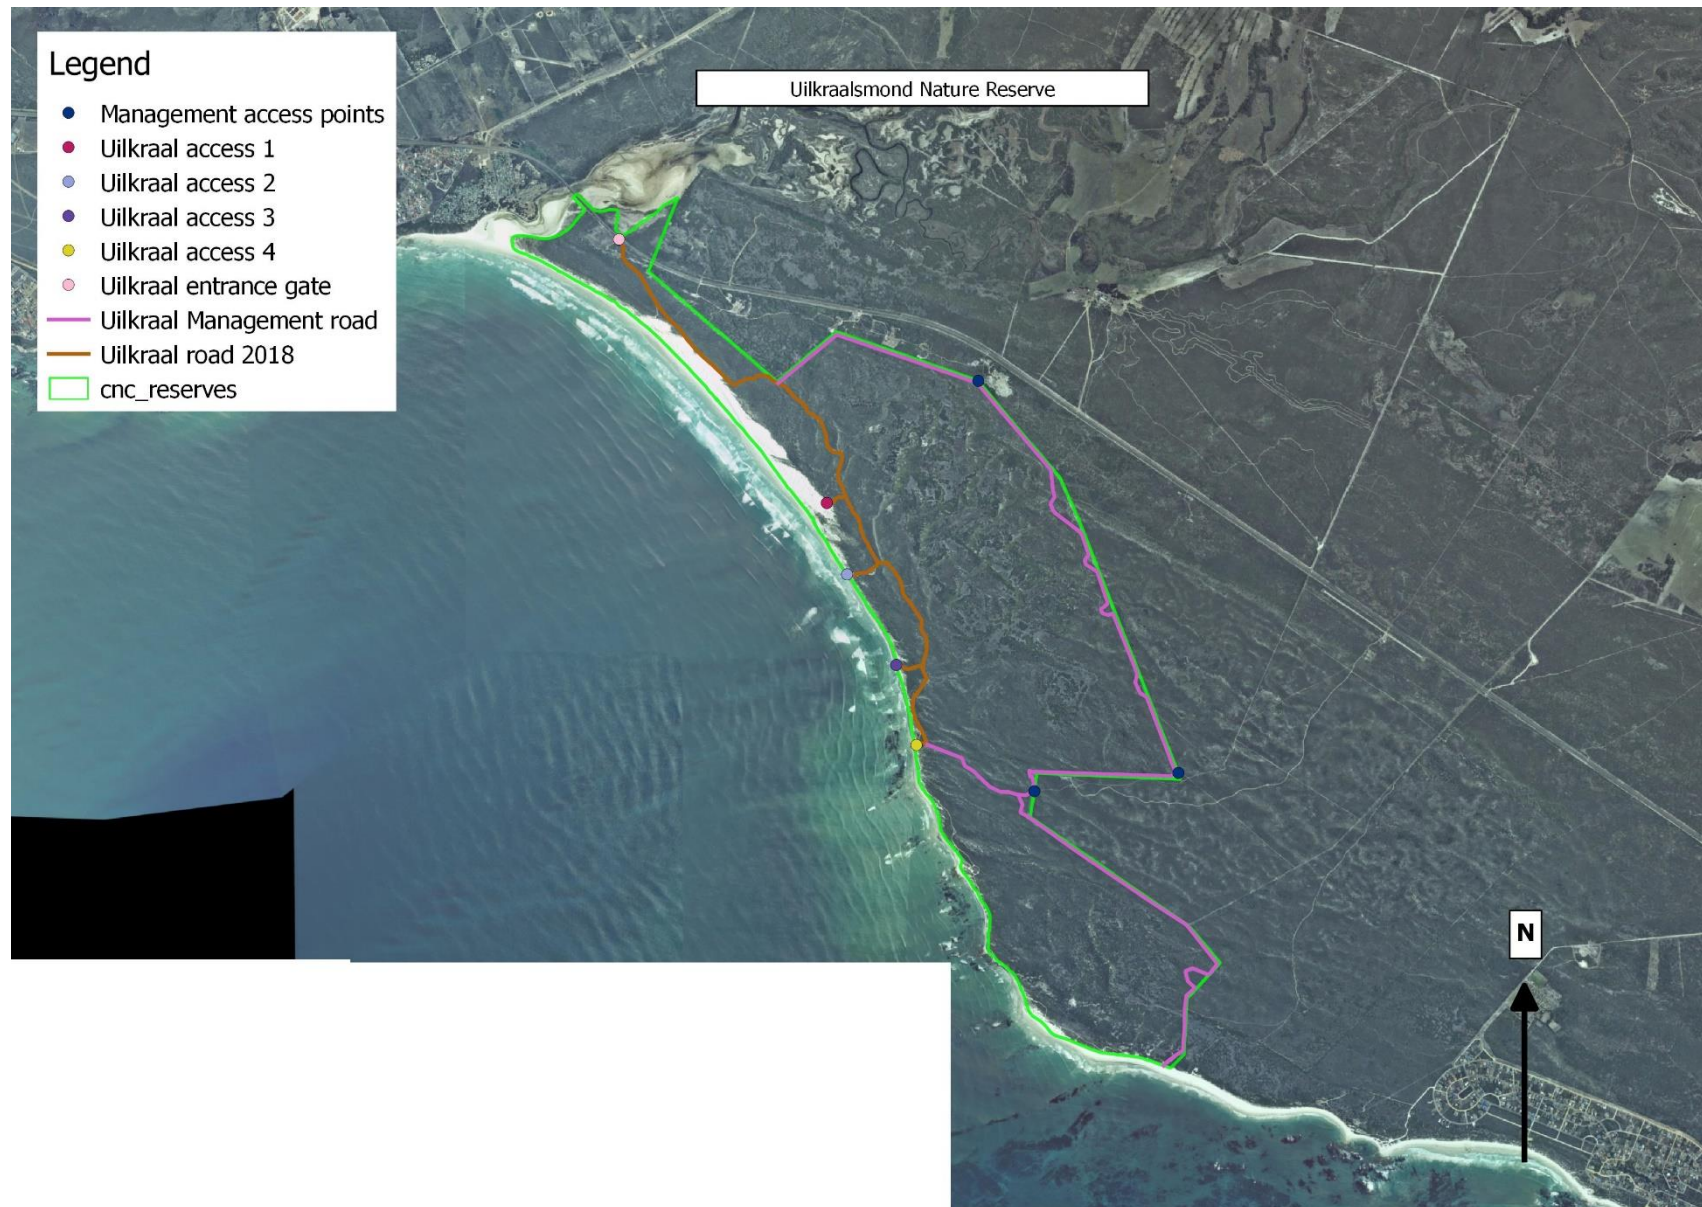 Legend
Management access points
Uilkraal access 1
Uilkraal access 2
Uilkraal access 3
Uilkraal access 4
Uilkraal entrance gate
Uilkraal Management road
Uilkraal road 2018
cnc_reserves
Uilkraalsmond Nature Reserve
N